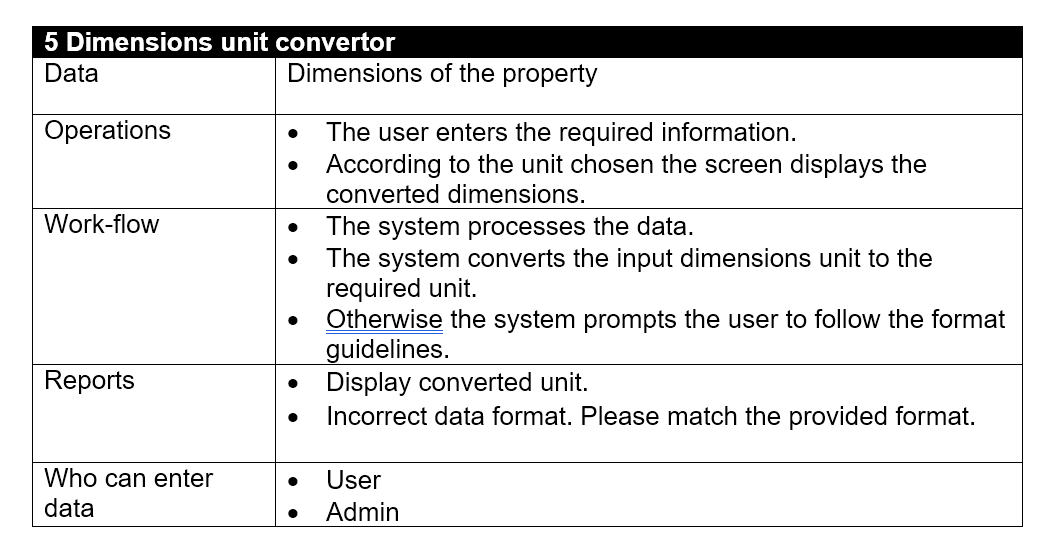 5 Dimensions unit convertor
Data
Dimensions of the property
Operations
• The user enters the required information.
• According to the unit chosen the screen displays the
converted dimensions.
Work-flow
• The system processes the data.
• The system converts the input dimensions unit to the
required unit.
• Otherwise the system prompts the user to follow the format
guidelines.
Reports
• Display converted unit.
• Incorrect data format. Please match the provided format.
Who can enter
data
• User
• Admin